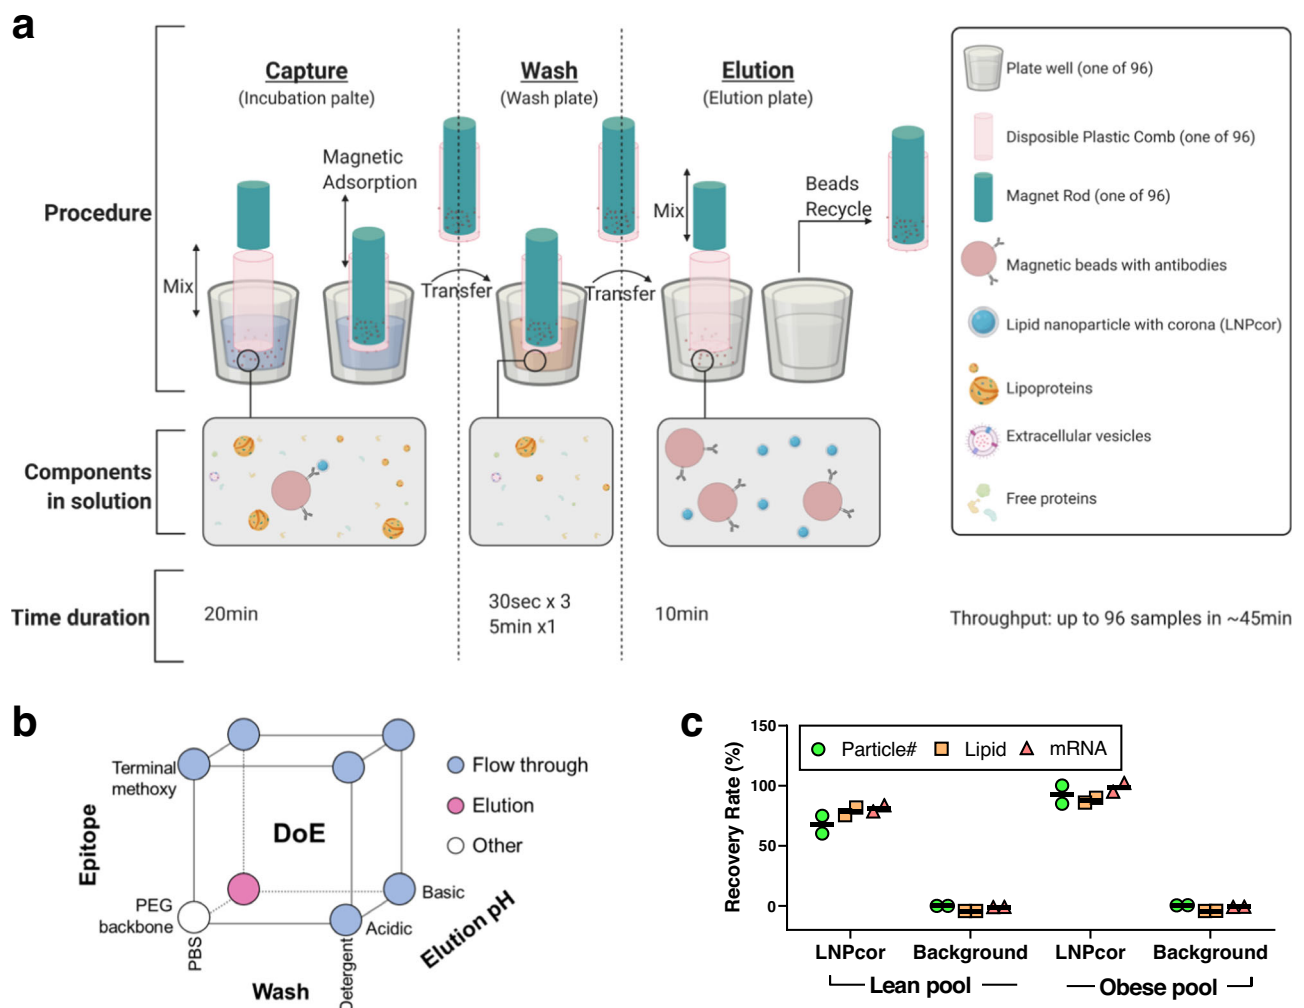 a
Capture
(Incubation palte)
Wash
(Wash plate)
Elution
(Elution plate)
Procedure
Mix
Magnetic
Adsorption
Transfer
Transfer
Mix
Beads
Recycle
Plate well (one of 96)
Disposible Plastic Comb (one of 96)
Magnet Rod (one of 96)
Magnetic beads with antibodies
Lipid nanoparticle with corona (LNPcor)
Lipoproteins
Extracellular vesicles
Free proteins
Components
in solution
Time duration
20min
30sec x 3
5min x1
10min
Throughput: up to 96 samples in ~45min
b
Epitope
Terminal
methoxy
PEG
backbone
DoE
PBS
Detergent
Wash
Acidic
Basic
Elution pH
Flow through
Elution
Other
c
Recovery Rate (%)
150
100
50
0
Particle#
Lipid
mRNA
LNPcor
Background
LNPcor
Background
Lean pool
Obese pool